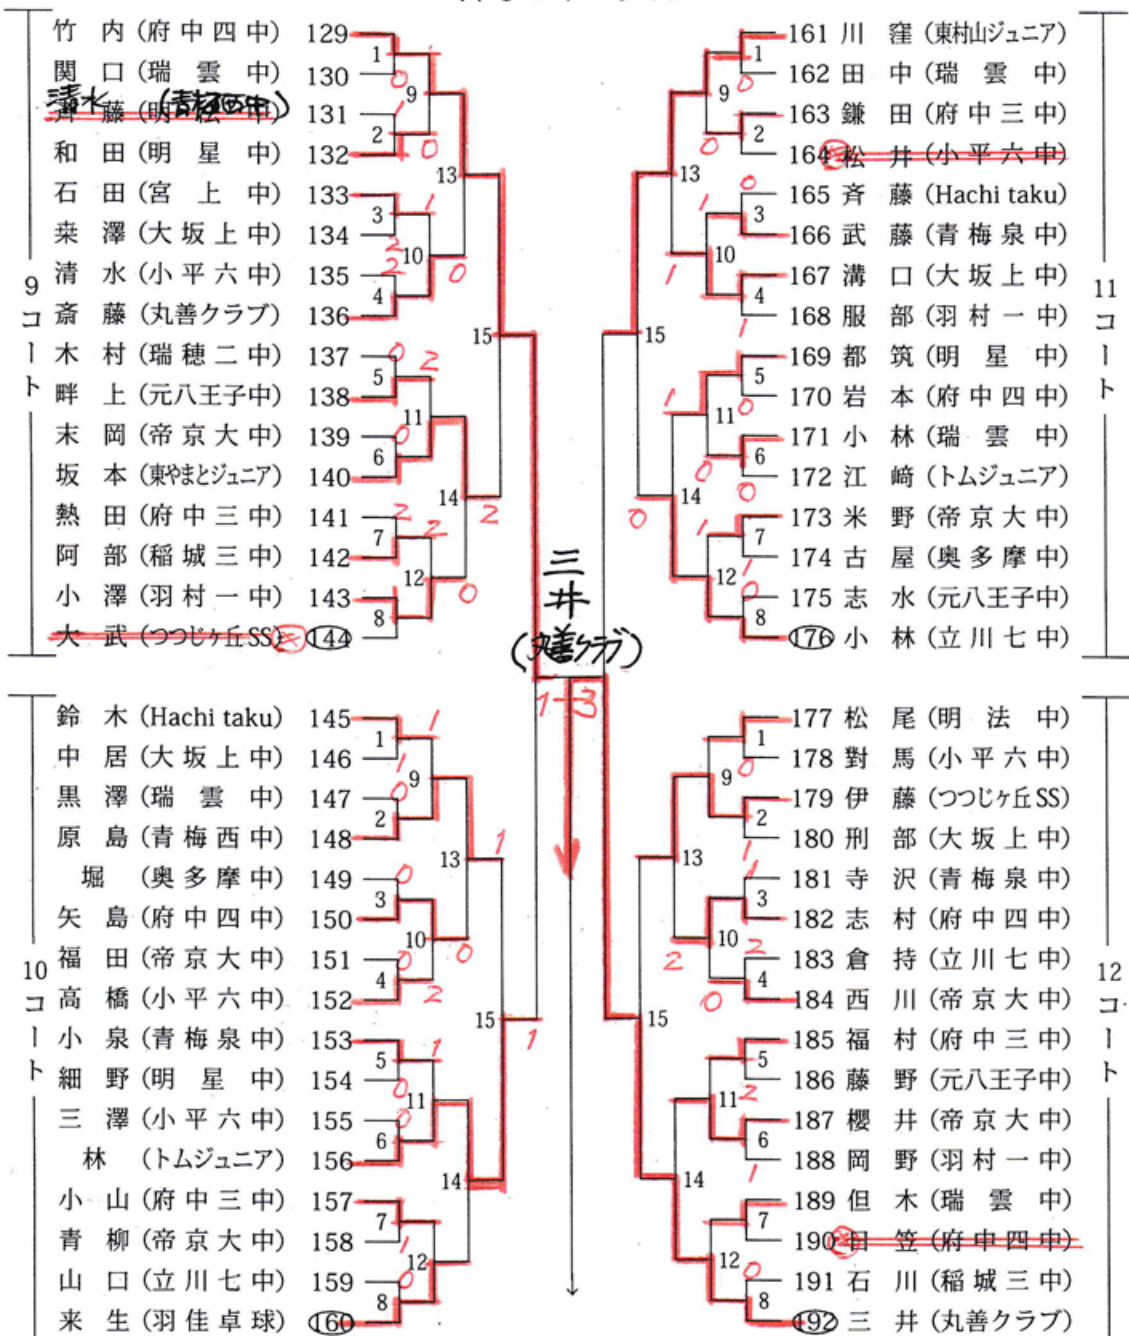 9コート
竹内 (府中四中) 129
関口 (瑞雲中) 130
清水 (青梅西中) 131
和田 (明星中) 132
石田 (宮上中) 133
来澤 (大坂上中) 134
清水 (小平六中) 135
斎藤 (丸善クラブ) 136
木村 (瑞穂二中) 137
畔上 (元八王子中) 138
末岡 (帝京大中) 139
坂本 (東やまとジュニア) 140
熱田 (府中三中) 141
阿部 (稲城三中) 142
小澤 (羽村一中) 143
大武 (つつじヶ丘SS) 144
10コート
鈴木 (Hachi taku) 145
中居 (大坂上中) 146
黒澤 (瑞雲中) 147
原島 (青梅西中) 148
堀 (奥多摩中) 149
矢島 (府中四中) 150
福田 (帝京大中) 151
高橋 (小平六中) 152
小泉 (青梅泉中) 153
細野 (明星中) 154
三澤 (小平六中) 155
林 (トムジュニア) 156
小山 (府中三中) 157
青柳 (帝京大中) 158
山口 (立川七中) 159
来生 (羽佳卓球) 160
三井
(丸善クラブ)
1-3
11コート
161 川窪 (東村山ジュニア)
162 田中 (瑞雲中)
163 鎌田 (府中三中)
164 松井 (小平六中)
165 斉藤 (Hachi taku)
166 武藤 (青梅泉中)
167 溝口 (大坂上中)
168 服部 (羽村一中)
169 都筑 (明星中)
170 岩本 (府中四中)
171 小林 (瑞雲中)
172 江﨑 (トムジュニア)
173 米野 (帝京大中)
174 古屋 (奥多摩中)
175 志水 (元八王子中)
176 小林 (立川七中)
12コート
177 松尾 (明法中)
178 對馬 (小平六中)
179 伊藤 (つつじヶ丘SS)
180 刑部 (大坂上中)
181 寺沢 (青梅泉中)
182 志村 (府中四中)
183 倉持 (立川七中)
184 西川 (帝京大中)
185 福村 (府中三中)
186 藤野 (元八王子中)
187 櫻井 (帝京大中)
188 岡野 (羽村一中)
189 但木 (瑞雲中)
190 田笠 (府中四中)
191 石川 (稲城三中)
192 三井 (丸善クラブ)